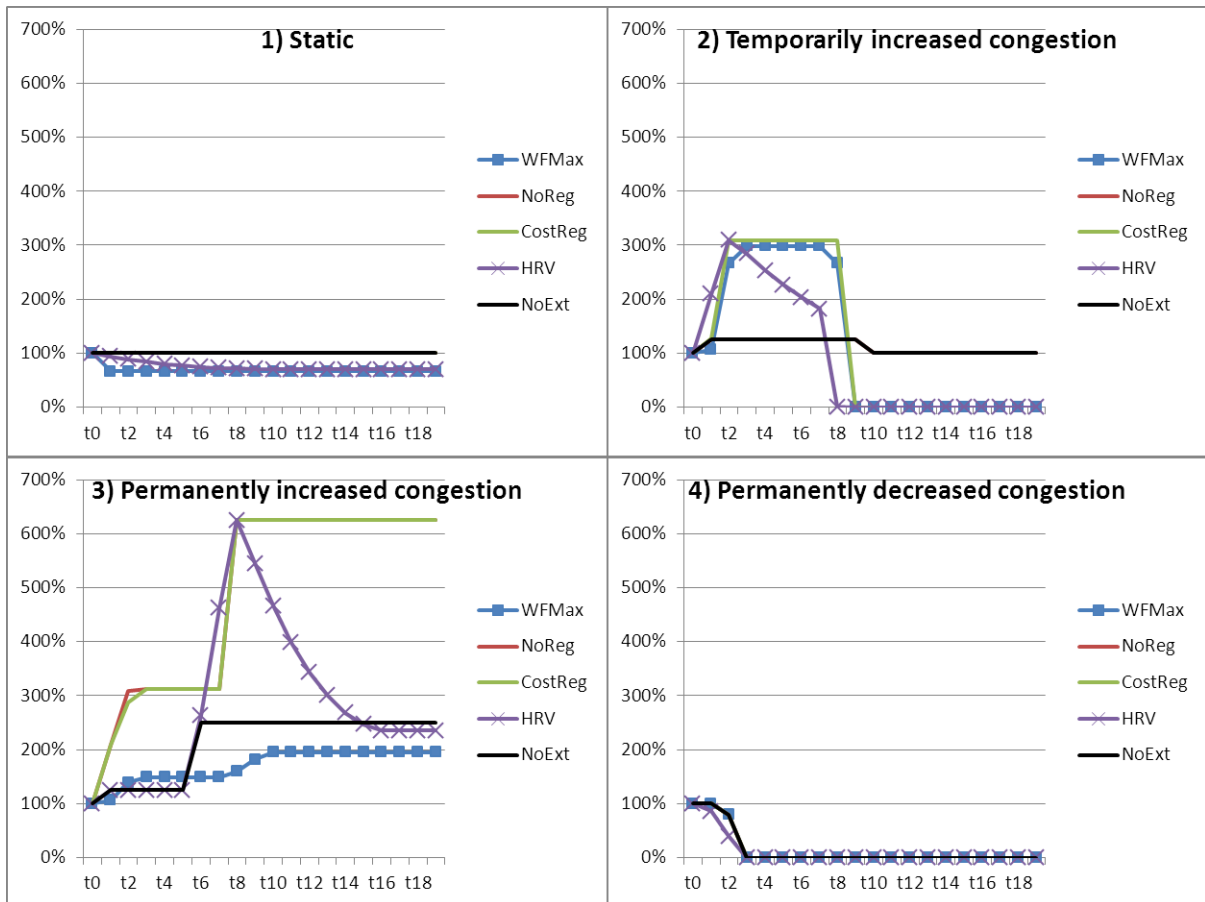 1) Static
700%
600%
500%
400%
300%
200%
100%
0%
t0 t2 t4 t6 t8 t10 t12 t14 t16 t18
WFMax
NoReg
CostReg
HRV
NoExt
2) Temporarily increased congestion
700%
600%
500%
400%
300%
200%
100%
0%
t0 t2 t4 t6 t8 t10 t12 t14 t16 t18
WFMax
NoReg
CostReg
HRV
NoExt
3) Permanently increased congestion
700%
600%
500%
400%
300%
200%
100%
0%
t0 t2 t4 t6 t8 t10 t12 t14 t16 t18
WFMax
NoReg
CostReg
HRV
NoExt
4) Permanently decreased congestion
700%
600%
500%
400%
300%
200%
100%
0%
t0 t2 t4 t6 t8 t10 t12 t14 t16 t18
WFMax
NoReg
CostReg
HRV
NoExt